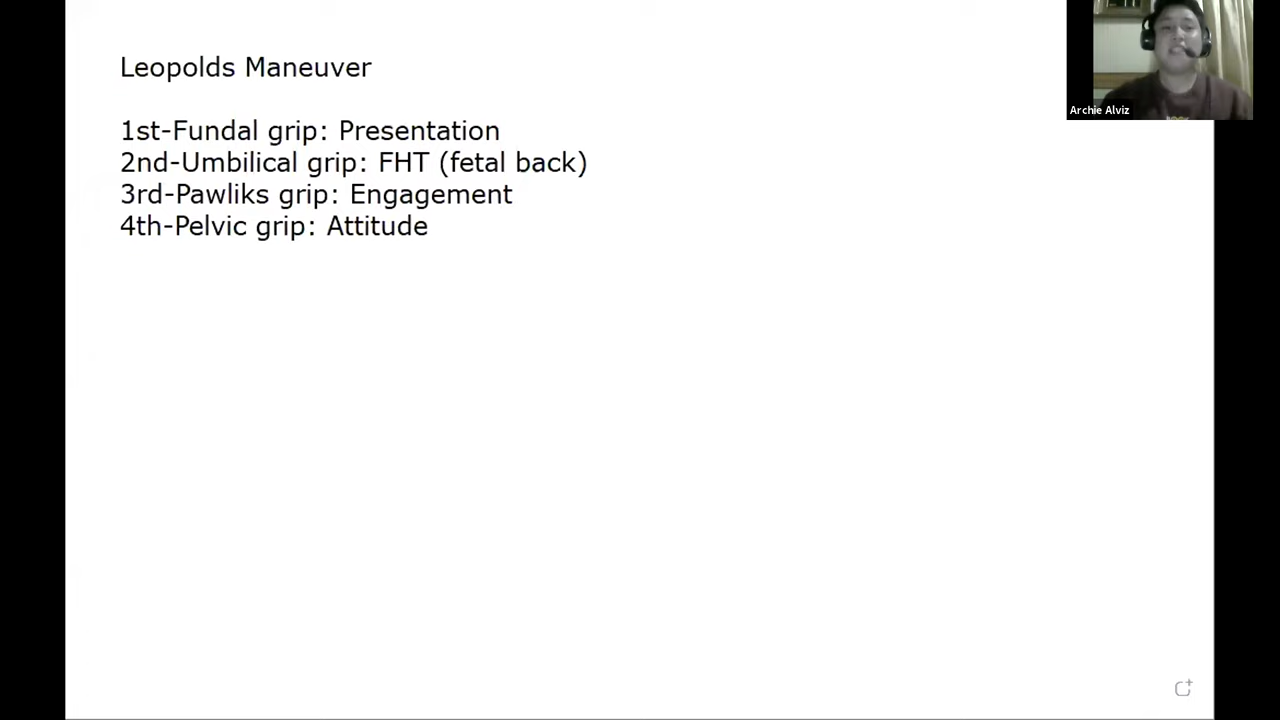 Leopolds Maneuver
1st-Fundal grip: Presentation
2nd-Umbilical grip: FHT (fetal back)
3rd-Pawliks grip: Engagement
4th-Pelvic grip: Attitude
Archie Alviz